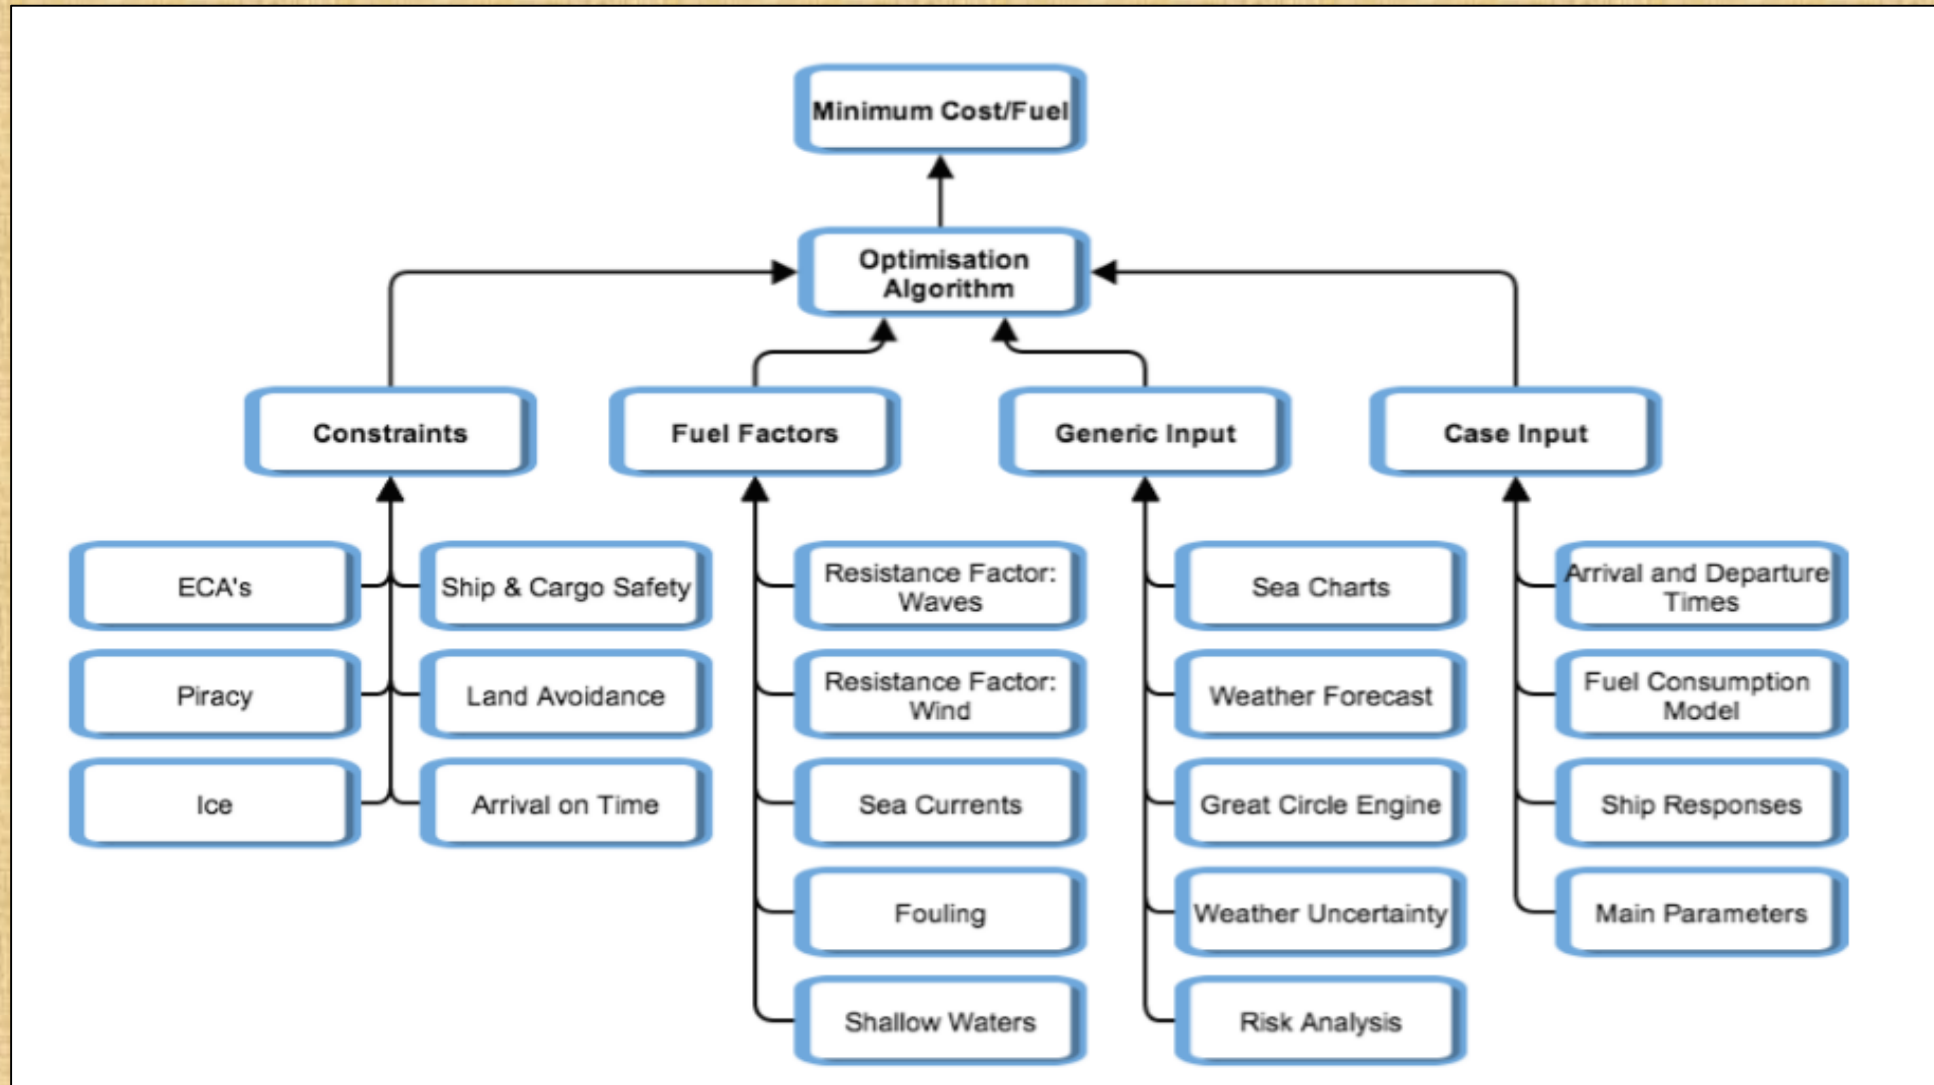 Minimum Cost/Fuel
Optimisation
Algorithm
Constraints
Fuel Factors
Generic Input
Case Input
ECA's
Ship & Cargo Safety
Piracy
Land Avoidance
Ice
Arrival on Time
Resistance Factor:
Waves
Resistance Factor:
Wind
Sea Currents
Fouling
Shallow Waters
Sea Charts
Weather Forecast
Great Circle Engine
Weather Uncertainty
Risk Analysis
Arrival and Departure
Times
Fuel Consumption
Model
Ship Responses
Main Parameters